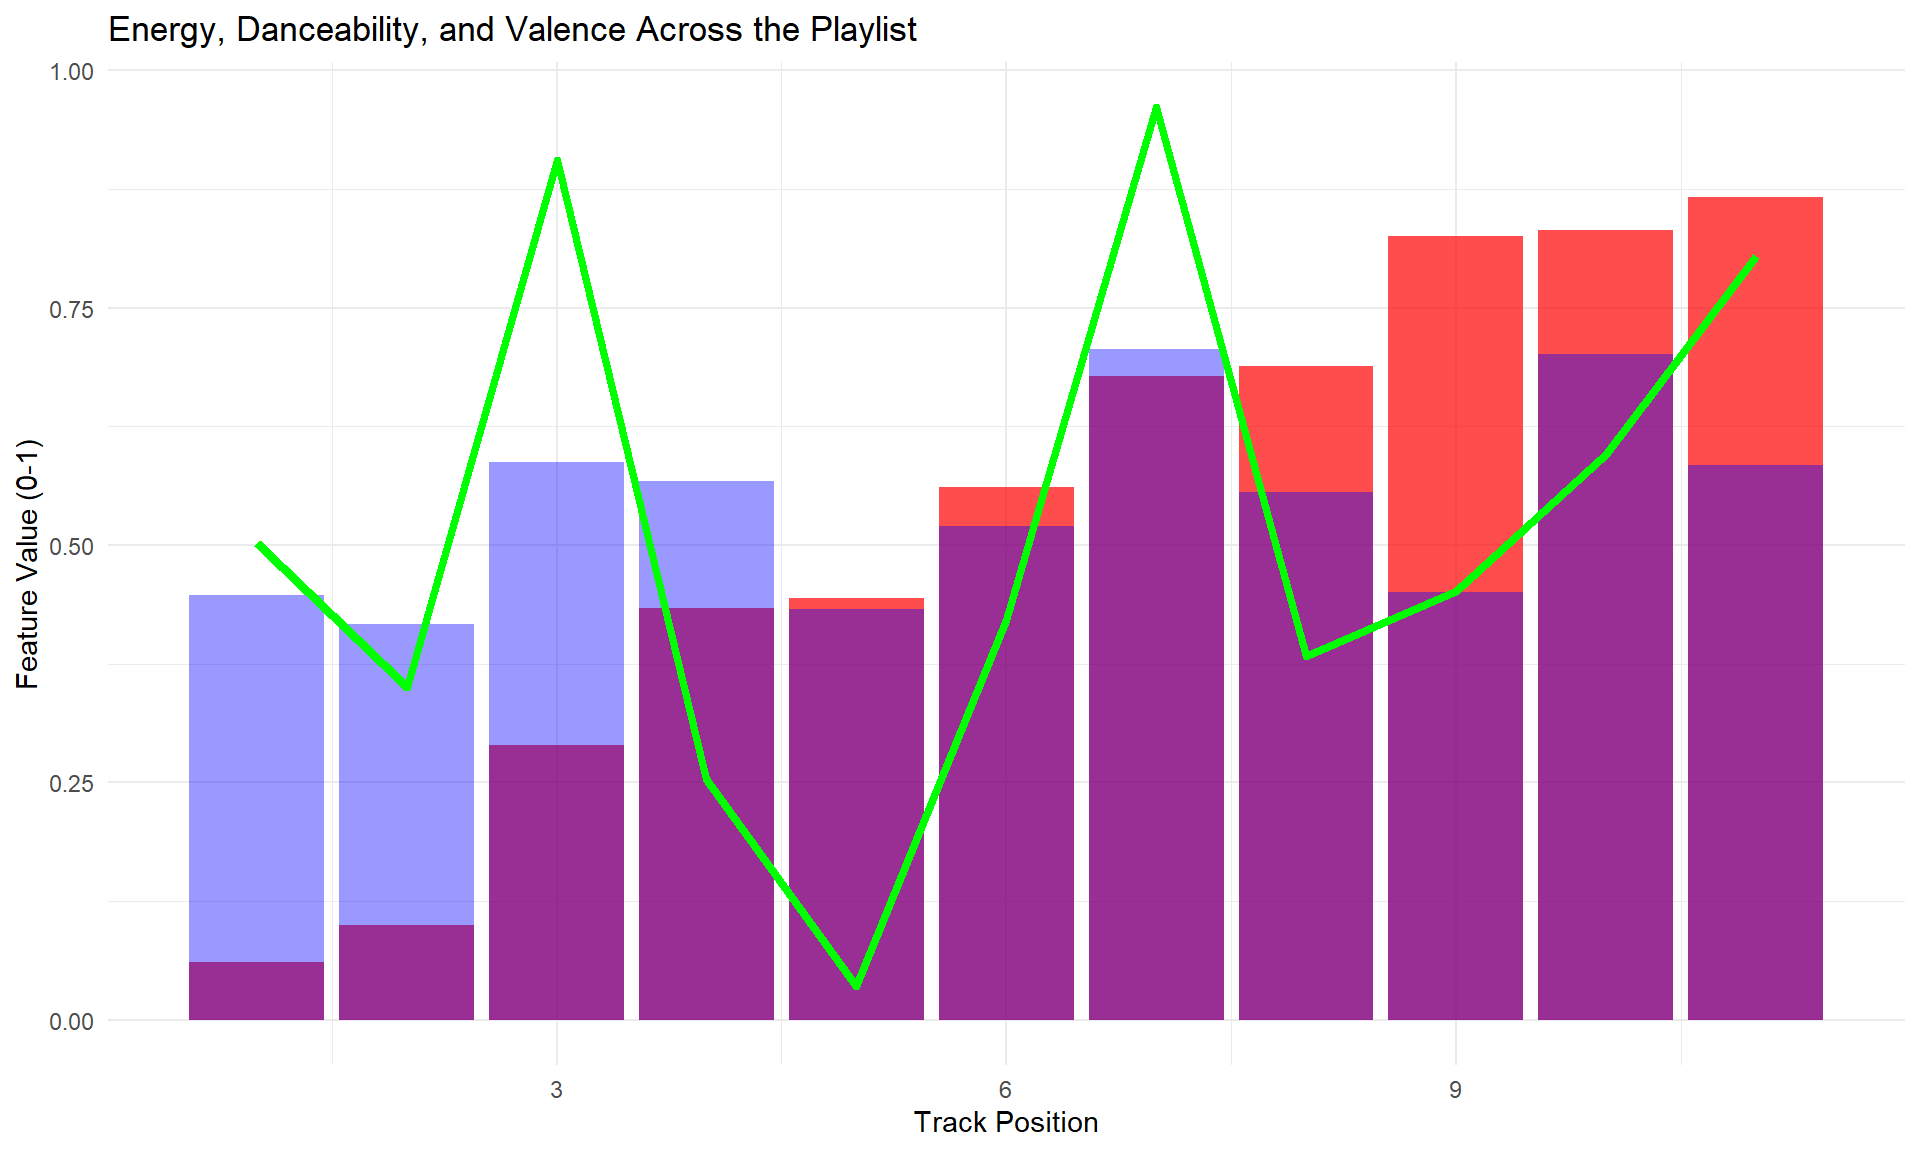 Energy, Danceability, and Valence Across the Playlist
1.00
0.75
0.50
0.25
0.00
Feature Value (0-1)
3 6 9
Track Position